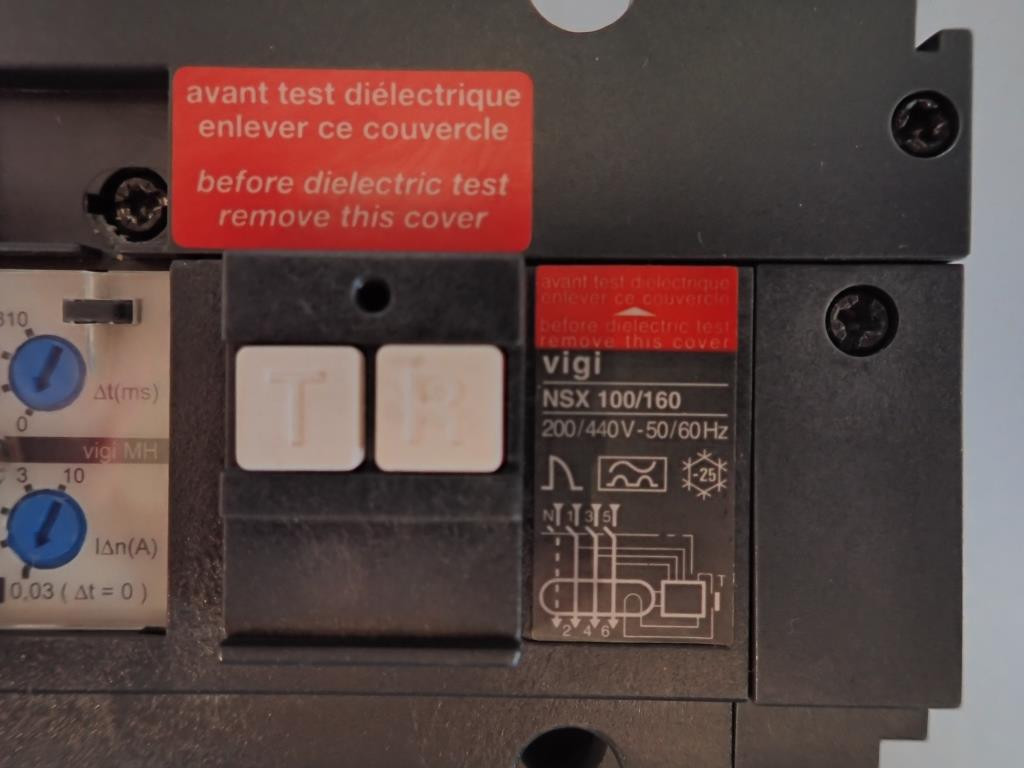 avant test diélectrique
enlever ce couvercle
before dielectric test
remove this cover
310
Δt(ms)
0
vigi MH
3 10
IΔn(A)
0,03 ( Δt = 0 )
T R
avant test diélectrique
enlever ce couvercle
before dielectric test
remove this cover
vigi
NSX 100/160
200/440V-50/60Hz
-25
N 1 3 5
T
2 4 6